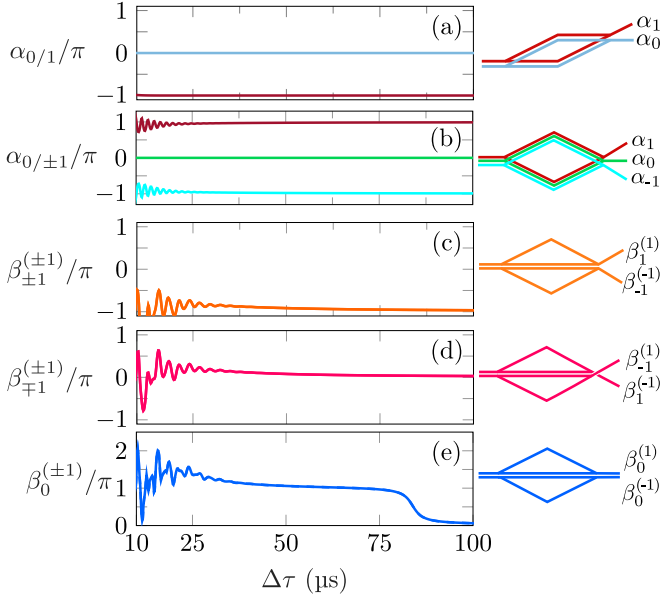 α₀/₁/π
1
0
−1
(a)
α₁
α₀
α₀/±₁/π
1
0
−1
(b)
α₁
α₀
α₋₁
β±₁⁽±¹⁾/π
1
0
−1
(c)
β₁⁽¹⁾
β₋₁⁽⁻¹⁾
β∓₁⁽±¹⁾/π
1
0
−1
(d)
β₋₁⁽¹⁾
β₁⁽⁻¹⁾
β₀⁽±¹⁾/π
2
1
0
(e)
β₀⁽¹⁾
β₀⁽⁻¹⁾
10 25 50 75 100
Δτ (µs)